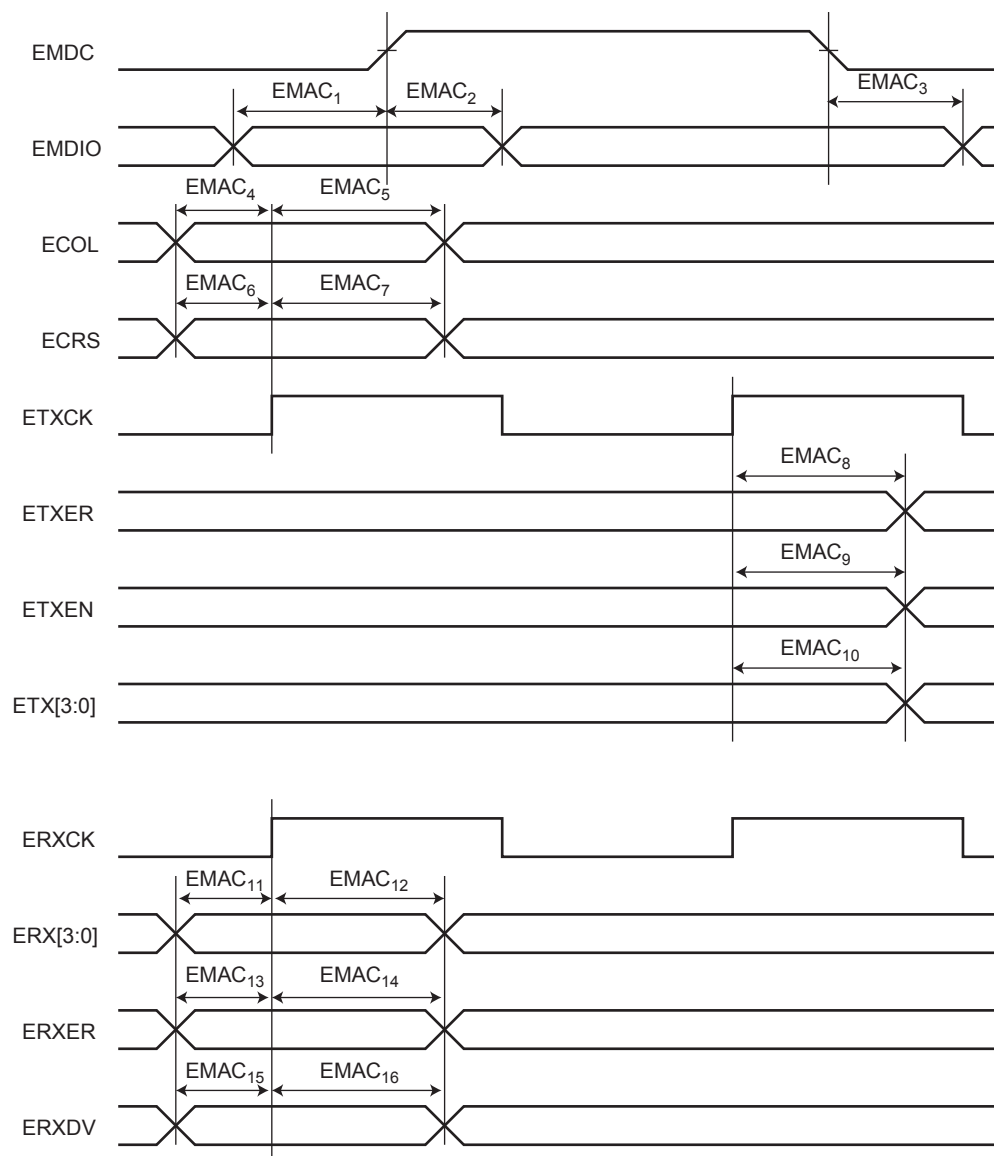 EMDC
EMAC₁ EMAC₂ EMAC₃
EMDIO
EMAC₄ EMAC₅
ECOL
EMAC₆ EMAC₇
ECRS
ETXCK
EMAC₈
ETXER
EMAC₉
ETXEN
EMAC₁₀
ETX[3:0]
ERXCK
EMAC₁₁ EMAC₁₂
ERX[3:0]
EMAC₁₃ EMAC₁₄
ERXER
EMAC₁₅ EMAC₁₆
ERXDV